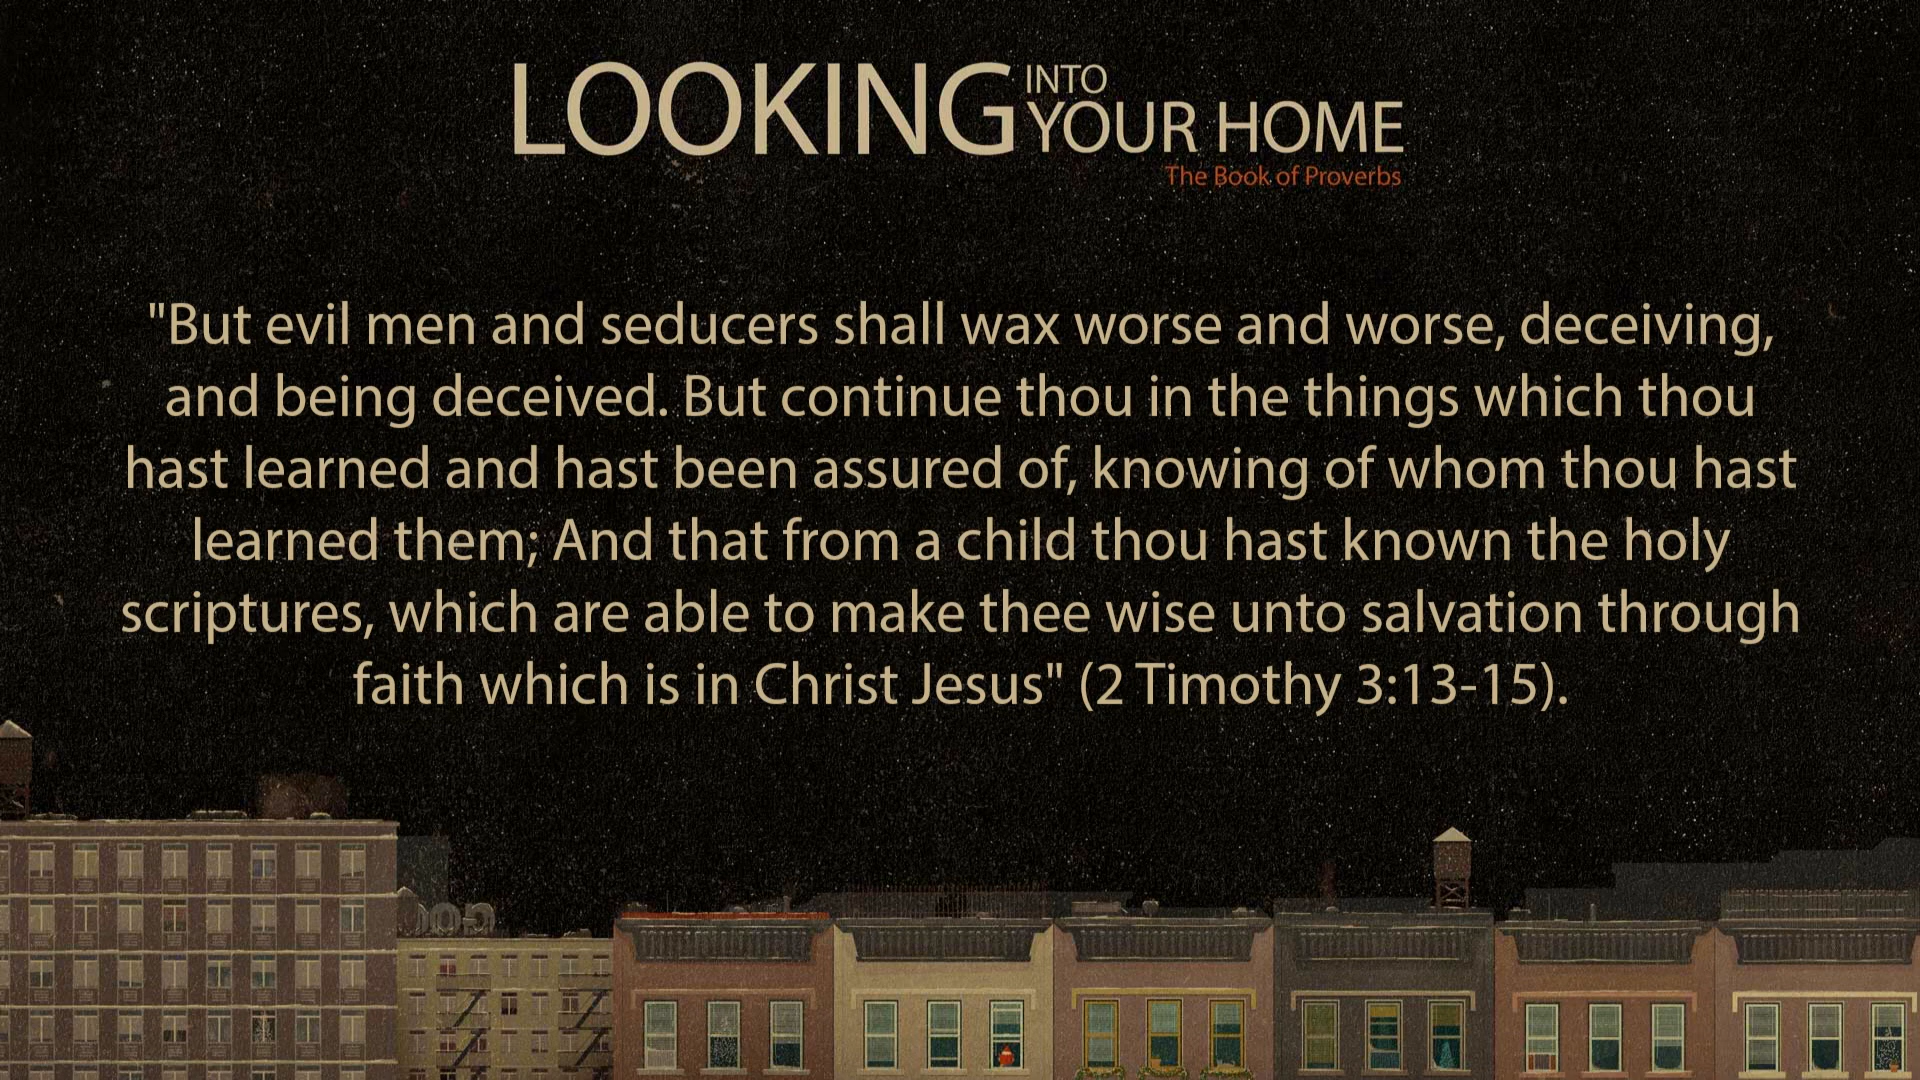 LOOKING INTO YOUR HOME
The Book of Proverbs
"But evil men and seducers shall wax worse and worse, deceiving,
and being deceived. But continue thou in the things which thou
hast learned and hast been assured of, knowing of whom thou hast
learned them; And that from a child thou hast known the holy
scriptures, which are able to make thee wise unto salvation through
faith which is in Christ Jesus" (2 Timothy 3:13-15).